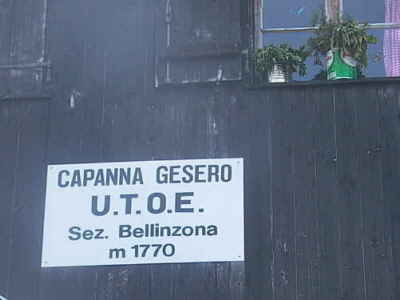 CAPANNA GESERO
U.T.O.E.
Sez. Bellinzona
m 1770